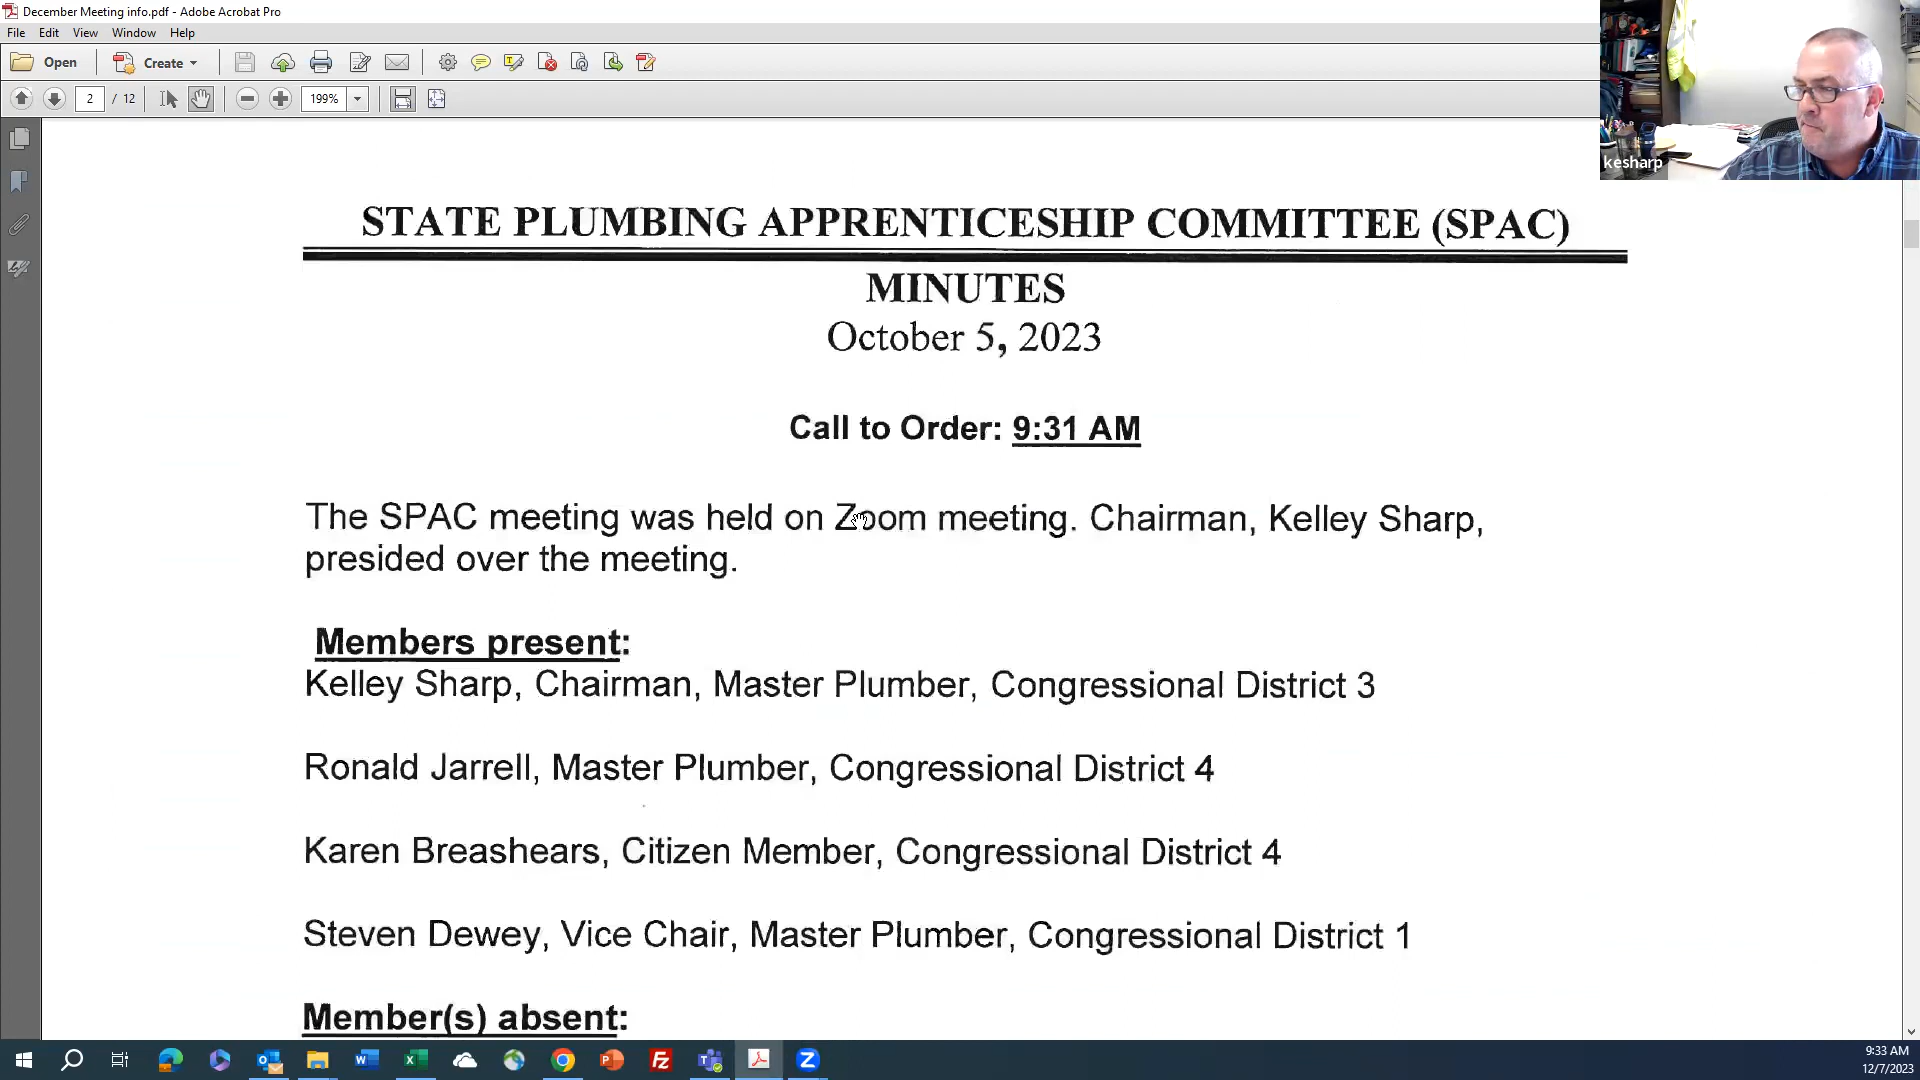 December Meeting info.pdf - Adobe Acrobat Pro
File Edit View Window Help
Open Create
2 / 12 199%
kesharp
STATE PLUMBING APPRENTICESHIP COMMITTEE (SPAC)
MINUTES
October 5, 2023
Call to Order: 9:31 AM
The SPAC meeting was held on Zoom meeting. Chairman, Kelley Sharp,
presided over the meeting.
Members present:
Kelley Sharp, Chairman, Master Plumber, Congressional District 3
Ronald Jarrell, Master Plumber, Congressional District 4
Karen Breashears, Citizen Member, Congressional District 4
Steven Dewey, Vice Chair, Master Plumber, Congressional District 1
Member(s) absent:
9:33 AM
12/7/2023